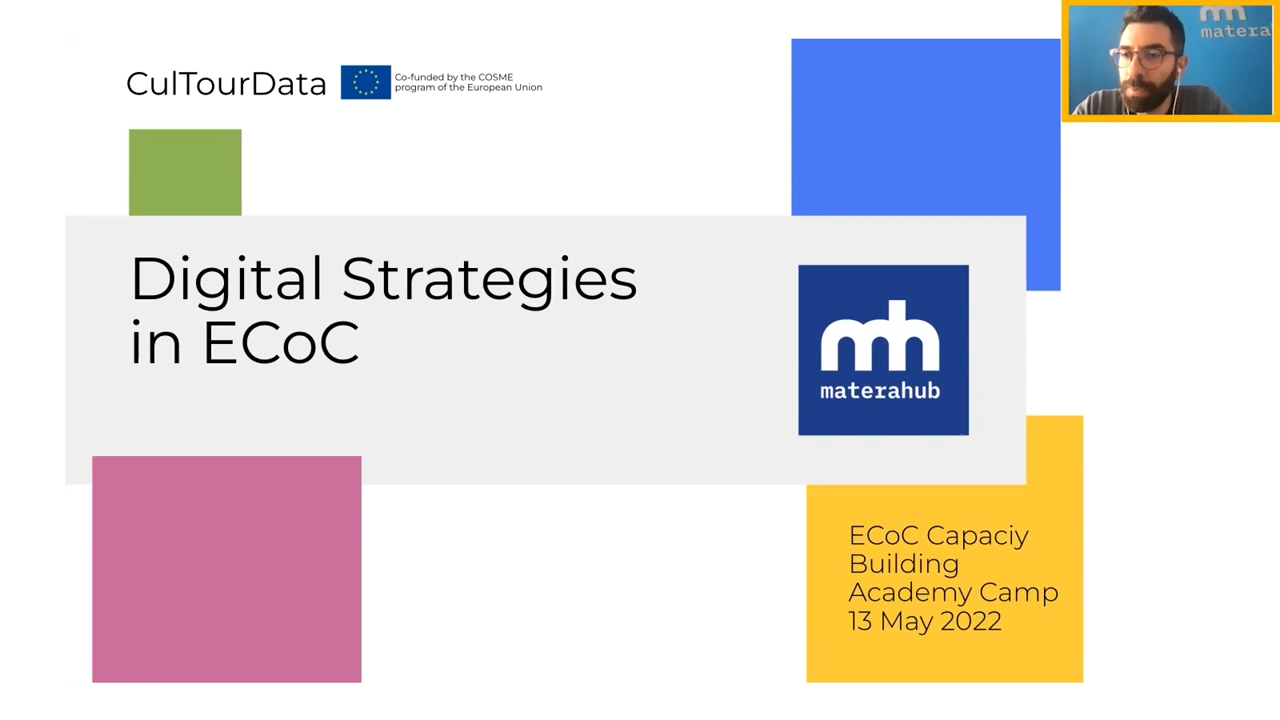 CulTourData
Co-funded by the COSME
program of the European Union
Digital Strategies
in ECoC
materahub
ECoC Capaciy
Building
Academy Camp
13 May 2022